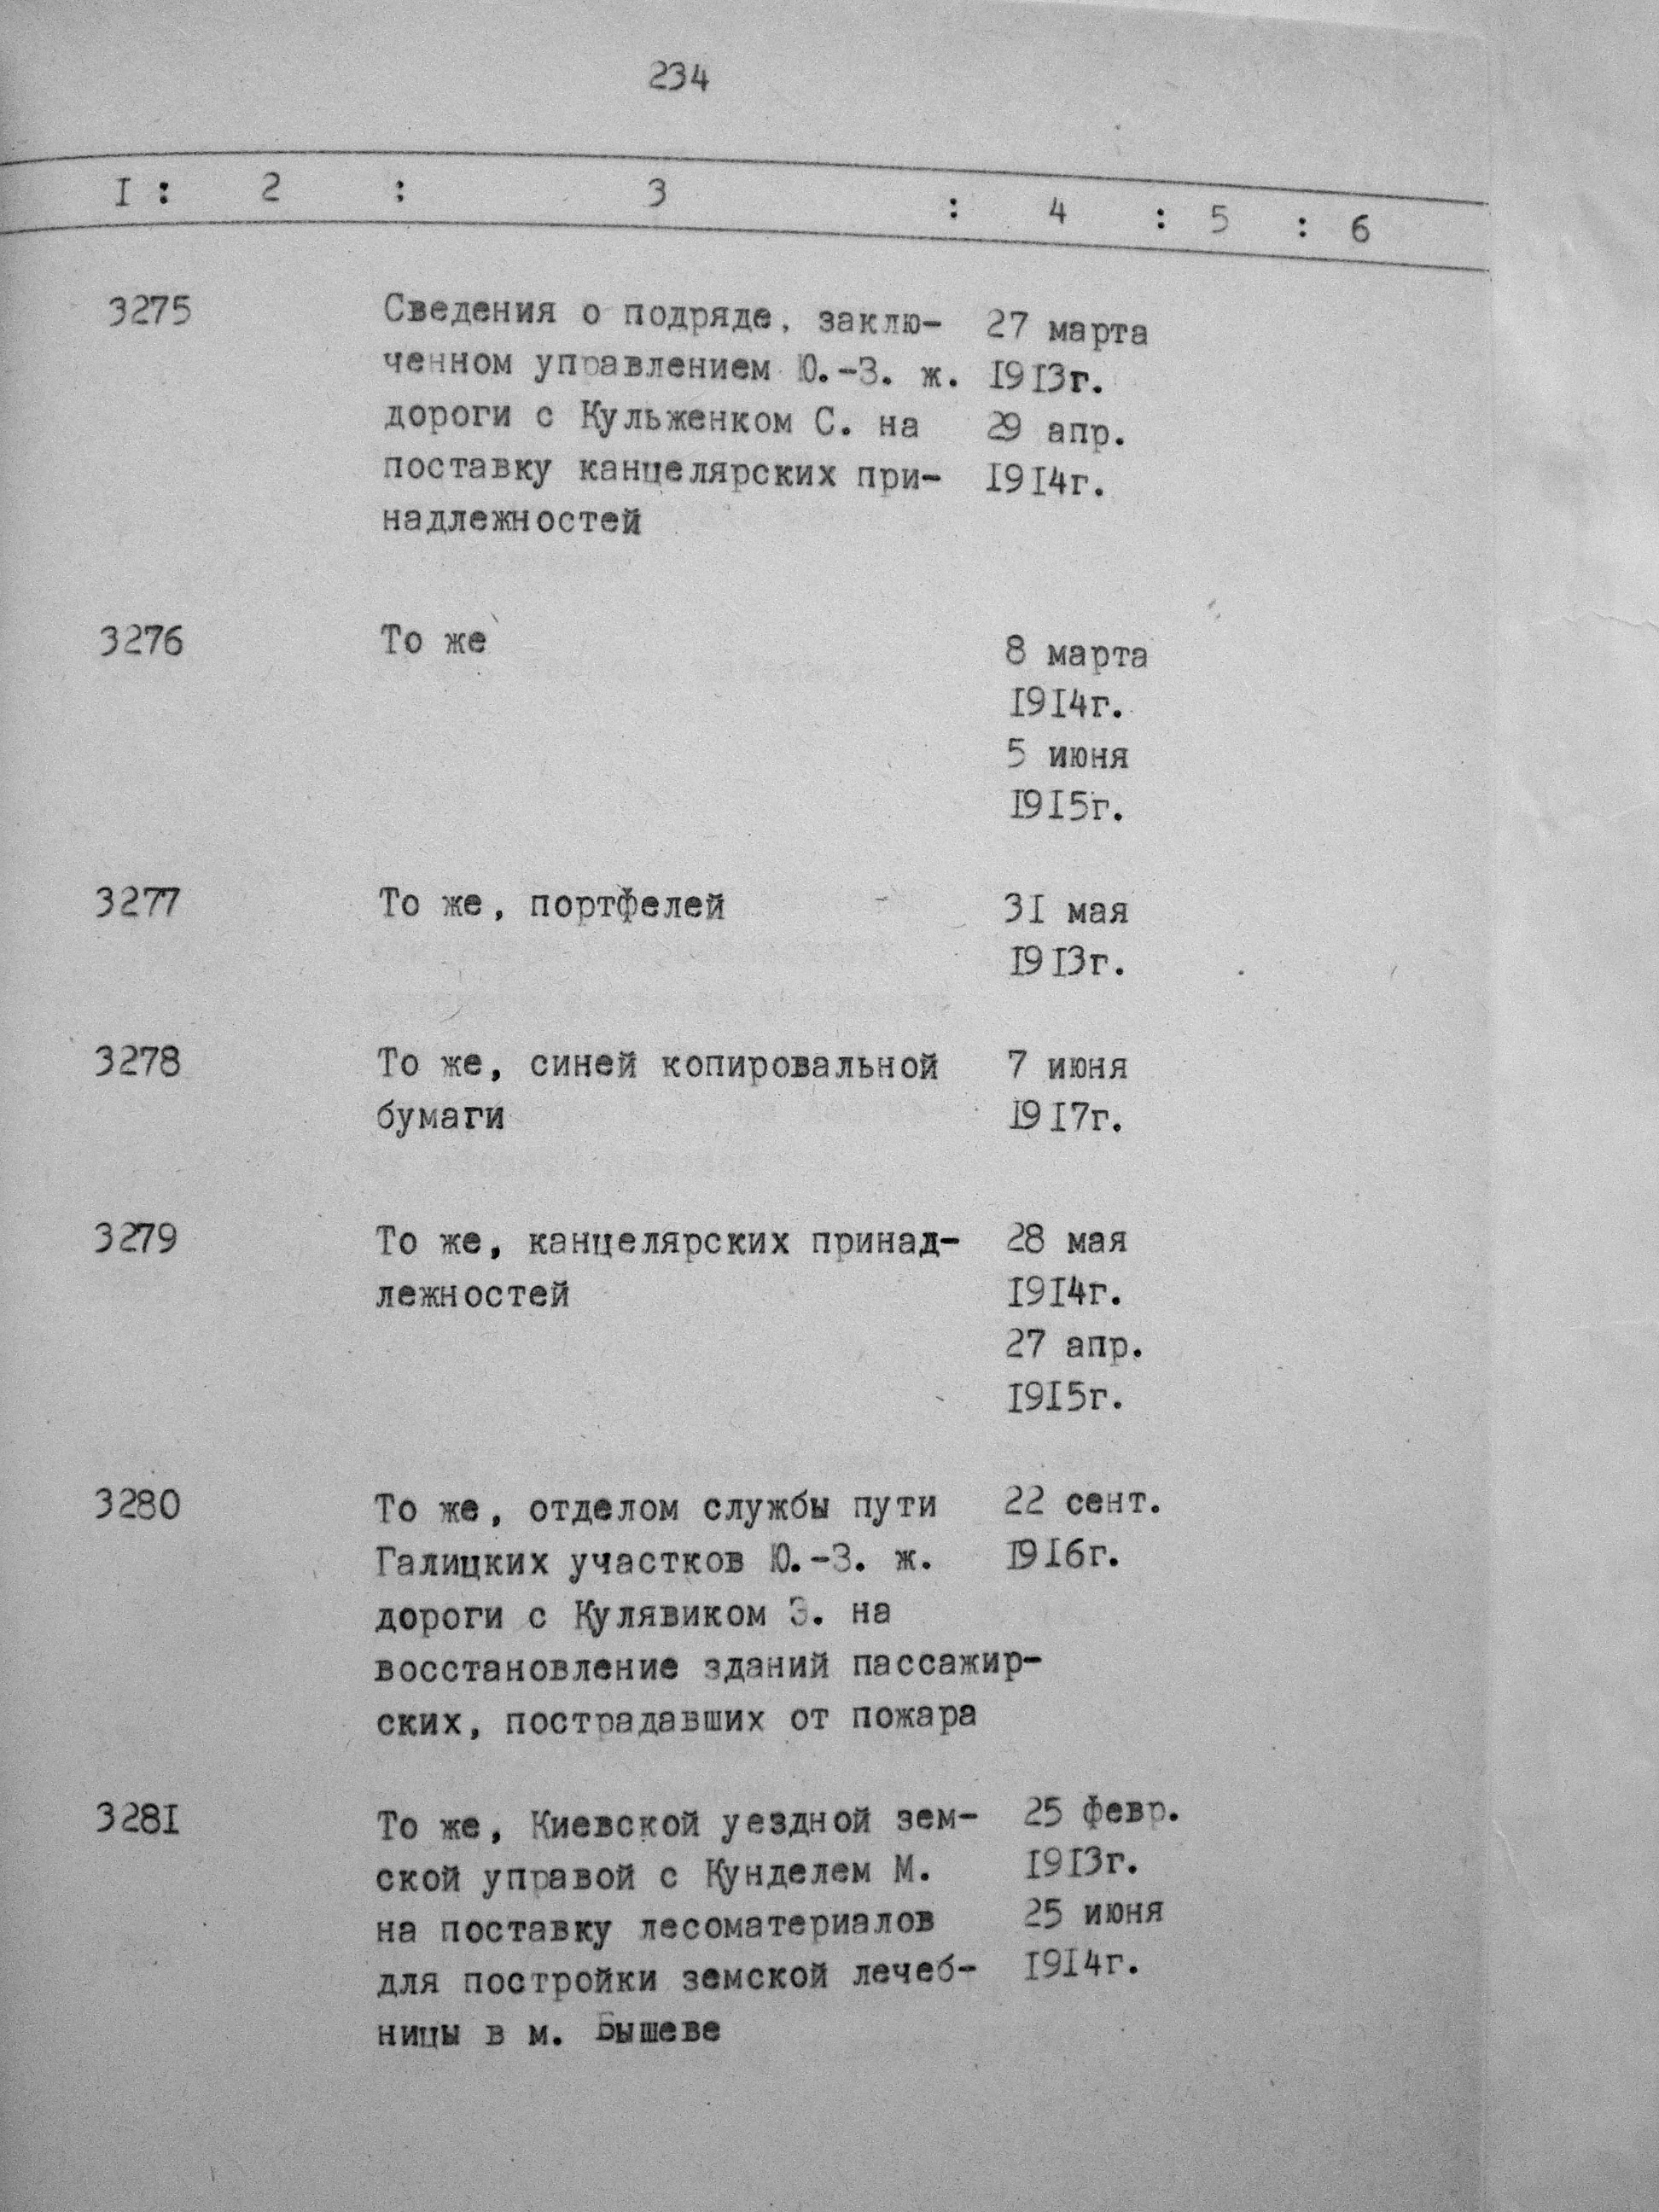 234
I : 2 : 3 : 4 : 5 : 6
3275 Сведения о подряде, заклю- 27 марта
ченном управлением Ю.-З. ж. 1913г.
дороги с Кульженком С. на 29 апр.
поставку канцелярских при- 1914г.
надлежностей
3276 То же 8 марта
1914г.
5 июня
1915г.
3277 То же, портфелей 31 мая
1913г.
3278 То же, синей копировальной 7 июня
бумаги 1917г.
3279 То же, канцелярских принад- 28 мая
лежностей 1914г.
27 апр.
1915г.
3280 То же, отделом службы пути 22 сент.
Галицких участков Ю.-З. ж. 1916г.
дороги с Кулявиком Э. на
восстановление зданий пассажир-
ских, пострадавших от пожара
3281 То же, Киевской уездной зем- 25 февр.
ской управой с Кунделем М. 1913г.
на поставку лесоматериалов 25 июня
для постройки земской лечеб- 1914г.
ницы в м. Бышеве